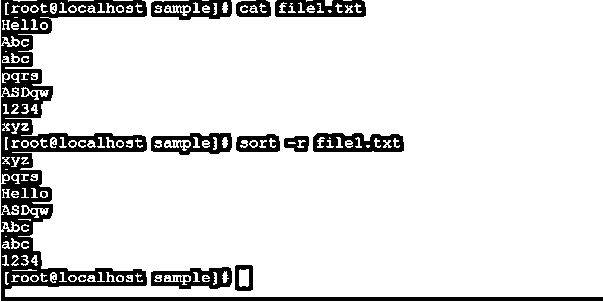 [root@localhost sample]# cat file1.txt
Hello
Abc
abc
pqrs
ASDqw
1234
xyz
[root@localhost sample]# sort -r file1.txt
xyz
pqrs
Hello
ASDqw
Abc
abc
1234
[root@localhost sample]#